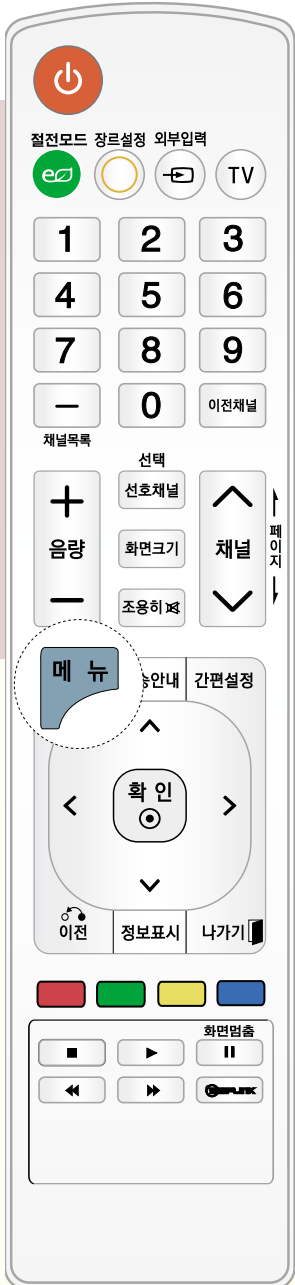 절전모드 장르설정 외부입력
eco TV
1 2 3
4 5 6
7 8 9
- 0 이전채널
채널목록
선택
선호채널
+
음량
-
화면크기
채널
페이지
조용히
메뉴 송안내 간편설정
확인
이전 정보표시 나가기
화면멈춤